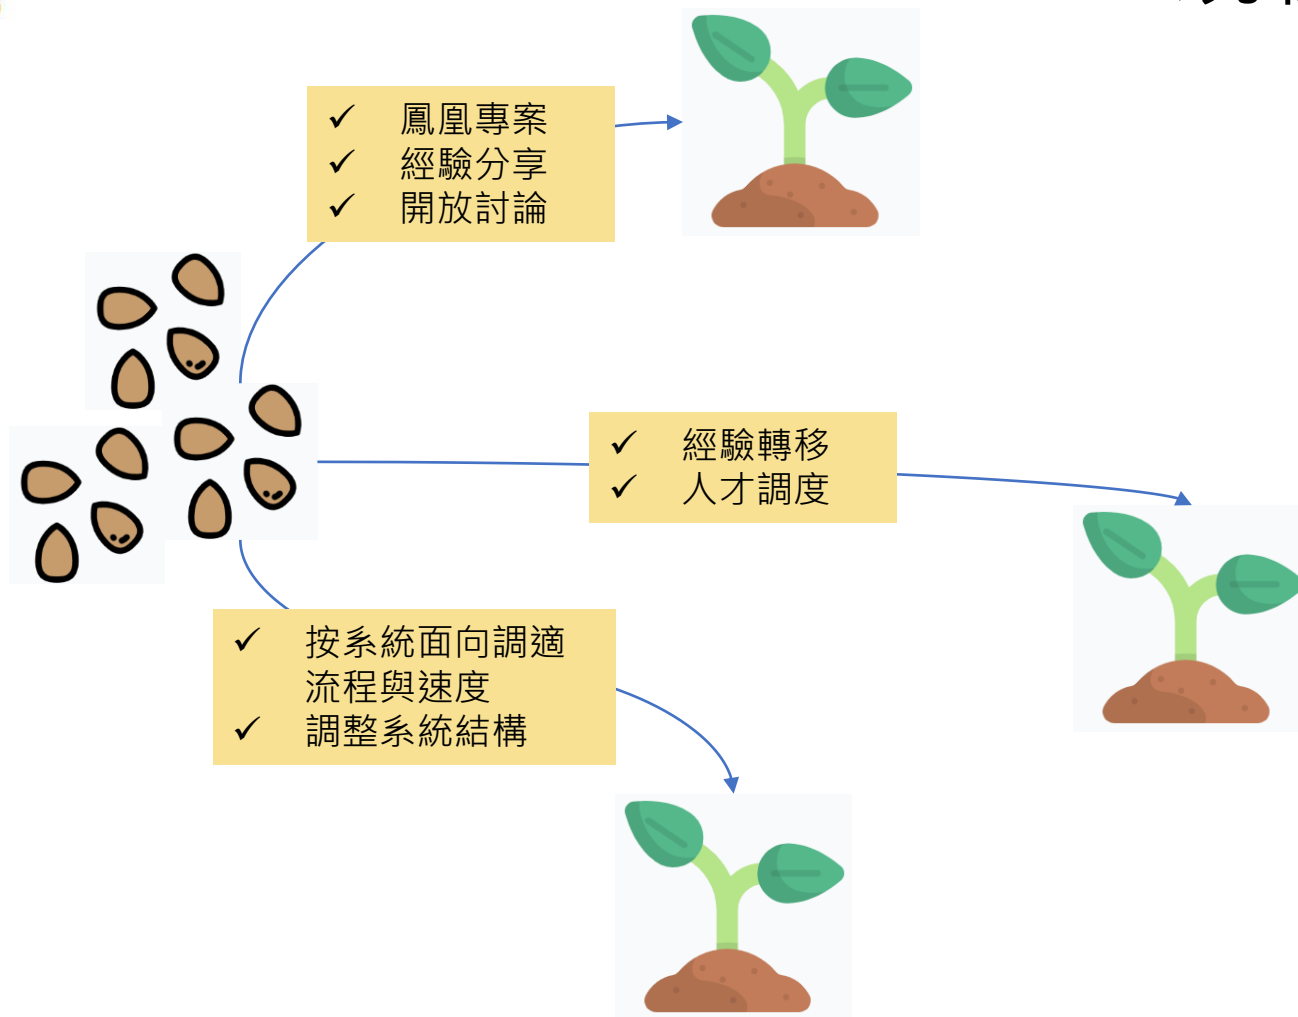 ✓ 鳳凰專案
✓ 經驗分享
✓ 開放討論
✓ 經驗轉移
✓ 人才調度
✓ 按系統面向調適
流程與速度
✓ 調整系統結構